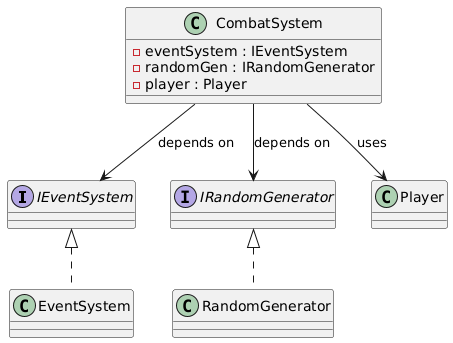 C CombatSystem
eventSystem : IEventSystem
randomGen : IRandomGenerator
player : Player
depends on
depends on
uses
I IEventSystem
I IRandomGenerator
C Player
C EventSystem
C RandomGenerator